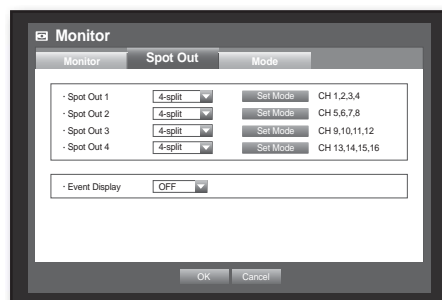 Monitor
Monitor Spot Out Mode
· Spot Out 1 4-split Set Mode CH 1,2,3,4
· Spot Out 2 4-split Set Mode CH 5,6,7,8
· Spot Out 3 4-split Set Mode CH 9,10,11,12
· Spot Out 4 4-split Set Mode CH 13,14,15,16
· Event Display OFF
OK Cancel